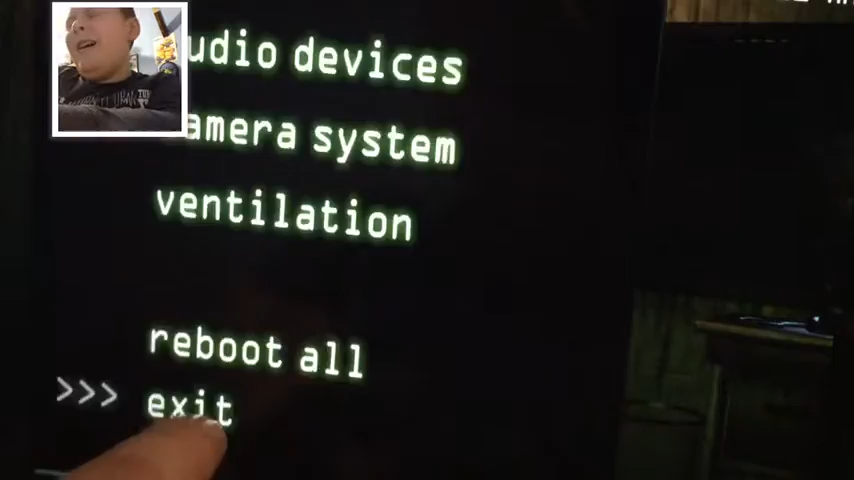 udio devices
amera system
ventilation
reboot all
>>> exit